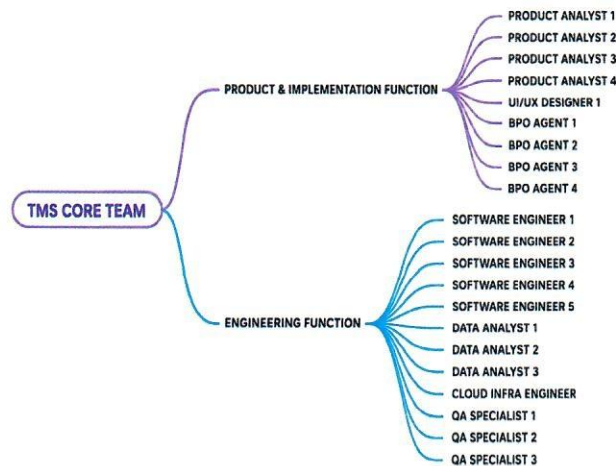 TMS CORE TEAM
PRODUCT & IMPLEMENTATION FUNCTION
PRODUCT ANALYST 1
PRODUCT ANALYST 2
PRODUCT ANALYST 3
PRODUCT ANALYST 4
UI/UX DESIGNER 1
BPO AGENT 1
BPO AGENT 2
BPO AGENT 3
BPO AGENT 4
ENGINEERING FUNCTION
SOFTWARE ENGINEER 1
SOFTWARE ENGINEER 2
SOFTWARE ENGINEER 3
SOFTWARE ENGINEER 4
SOFTWARE ENGINEER 5
DATA ANALYST 1
DATA ANALYST 2
DATA ANALYST 3
CLOUD INFRA ENGINEER
QA SPECIALIST 1
QA SPECIALIST 2
QA SPECIALIST 3